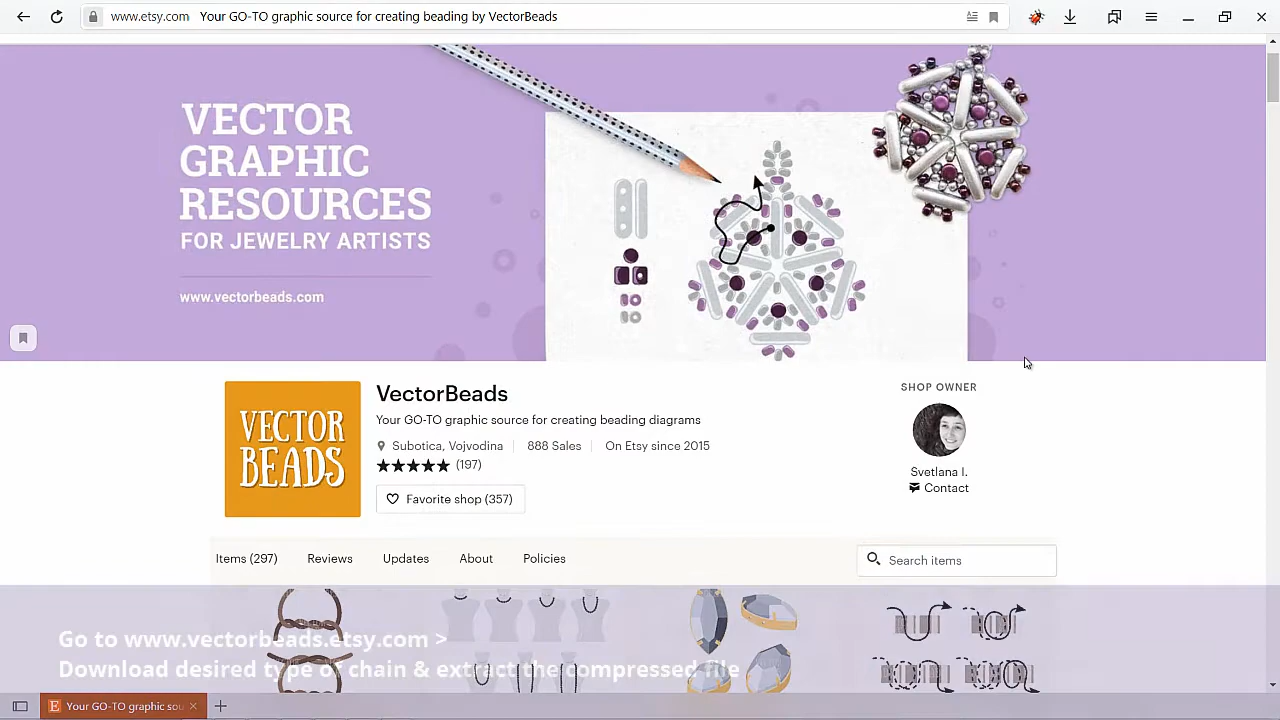 www.etsy.com Your GO-TO graphic source for creating beading by VectorBeads
VECTOR
GRAPHIC
RESOURCES
FOR JEWELRY ARTISTS
www.vectorbeads.com
VECTOR
BEADS
VectorBeads
Your GO-TO graphic source for creating beading diagrams
Subotica, Vojvodina 888 Sales On Etsy since 2015
(197)
Favorite shop (357)
SHOP OWNER
Svetlana I.
Contact
Items (297) Reviews Updates About Policies Search items
Go to www.vectorbeads.etsy.com >
Download desired type of chain & extract the compressed file
E Your GO-TO graphic sou